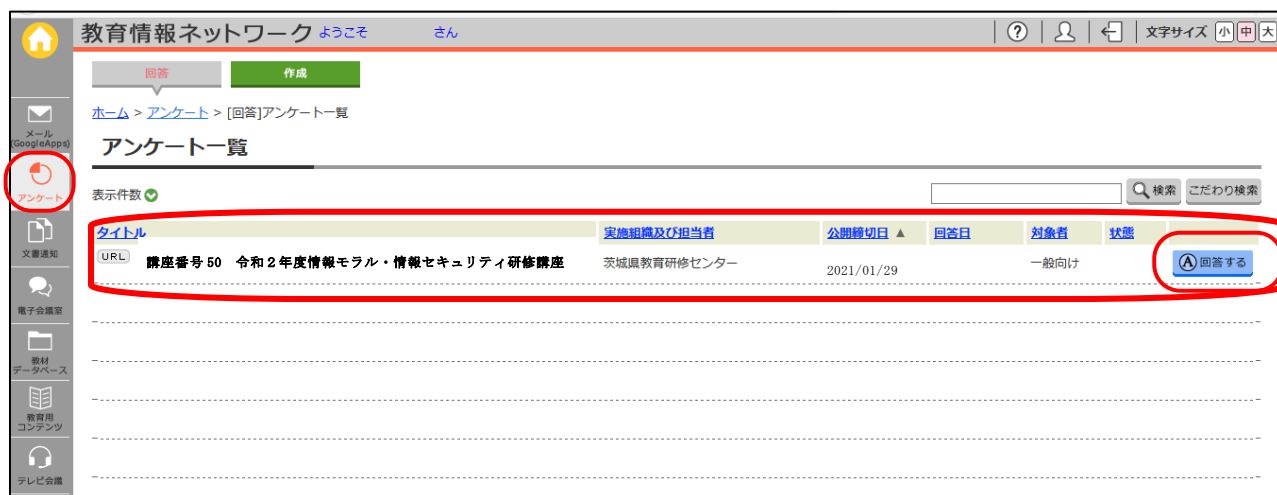 教育情報ネットワーク ようこそ さん
文字サイズ 小 中 大
回答 作成
ホーム > アンケート > [回答]アンケート一覧
アンケート一覧
表示件数
検索 こだわり検索
タイトル 実施組織及び担当者 公開締切日 ▲ 回答日 対象者 状態
URL 講座番号50 令和2年度情報モラル・情報セキュリティ研修講座 茨城県教育研修センター 2021/01/29 一般向け A 回答する
メール
(GoogleApps)
アンケート
文書通知
電子会議室
教材
データベース
教育用
コンテンツ
テレビ会議